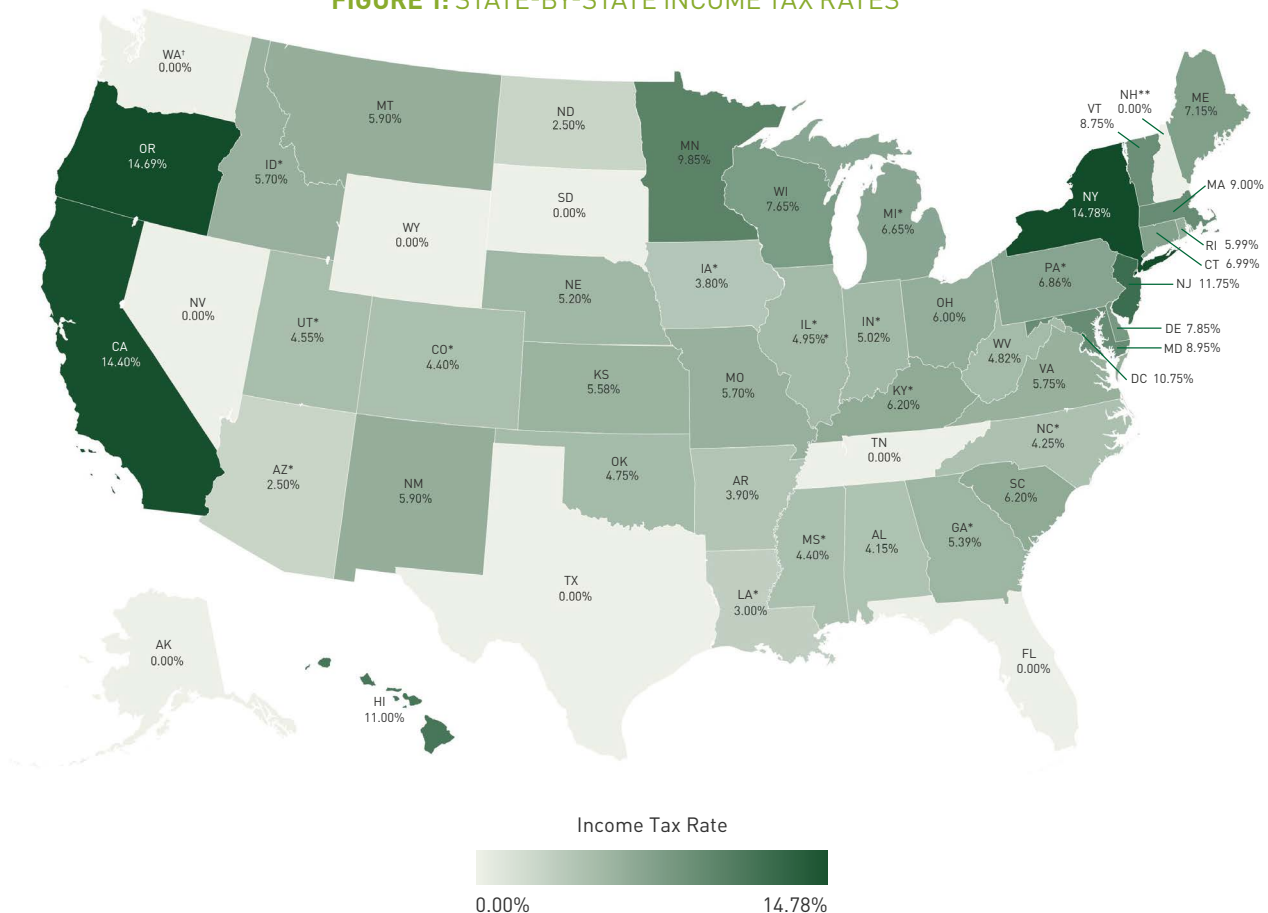 FIGURE 1: STATE-BY-STATE INCOME TAX RATES
WA†
0.00%
OR
14.69%
CA
14.40%
NV
0.00%
ID*
5.70%
MT
5.90%
WY
0.00%
UT*
4.55%
CO*
4.40%
AZ*
2.50%
NM
5.90%
ND
2.50%
SD
0.00%
NE
5.20%
KS
5.58%
OK
4.75%
TX
0.00%
MN
9.85%
IA*
3.80%
MO
5.70%
AR
3.90%
LA*
3.00%
WI
7.65%
IL*
4.95%*
MI*
6.65%
IN*
5.02%
OH
6.00%
KY*
6.20%
TN
0.00%
MS*
4.40%
AL
4.15%
GA*
5.39%
FL
0.00%
SC
6.20%
NC*
4.25%
VA
5.75%
WV
4.82%
PA*
6.86%
NY
14.78%
VT
8.75%
NH**
0.00%
ME
7.15%
MA 9.00%
RI 5.99%
CT 6.99%
NJ 11.75%
DE 7.85%
MD 8.95%
DC 10.75%
AK
0.00%
HI
11.00%
Income Tax Rate
0.00%
14.78%